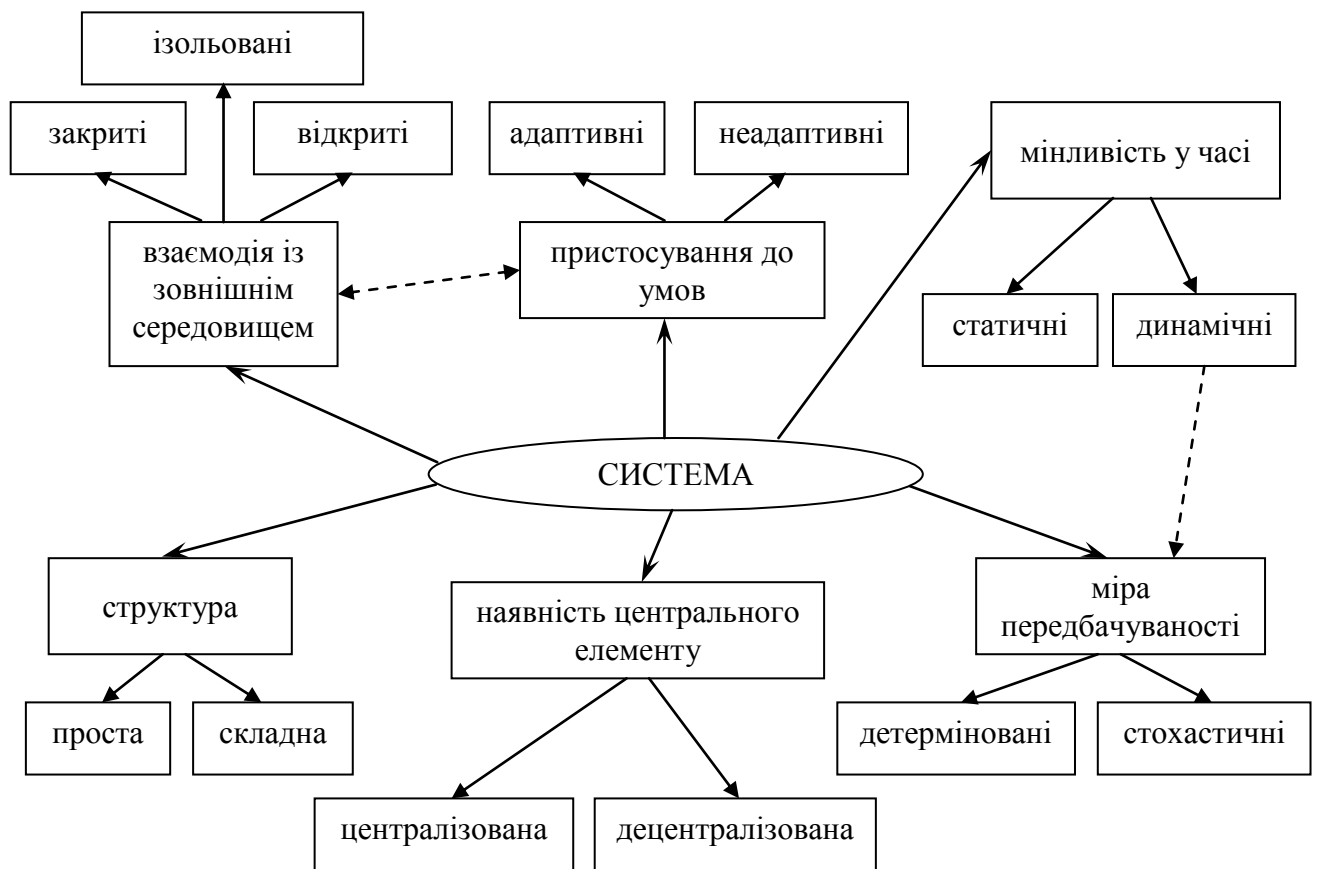 ізольовані
закриті
відкриті
адаптивні
неадаптивні
мінливість у часі
взаємодія із
зовнішнім
середовищем
пристосування до
умов
статичні
динамічні
СИСТЕМА
структура
наявність центрального
елементу
міра
передбачуваності
проста
складна
детерміновані
стохастичні
централізована
децентралізована